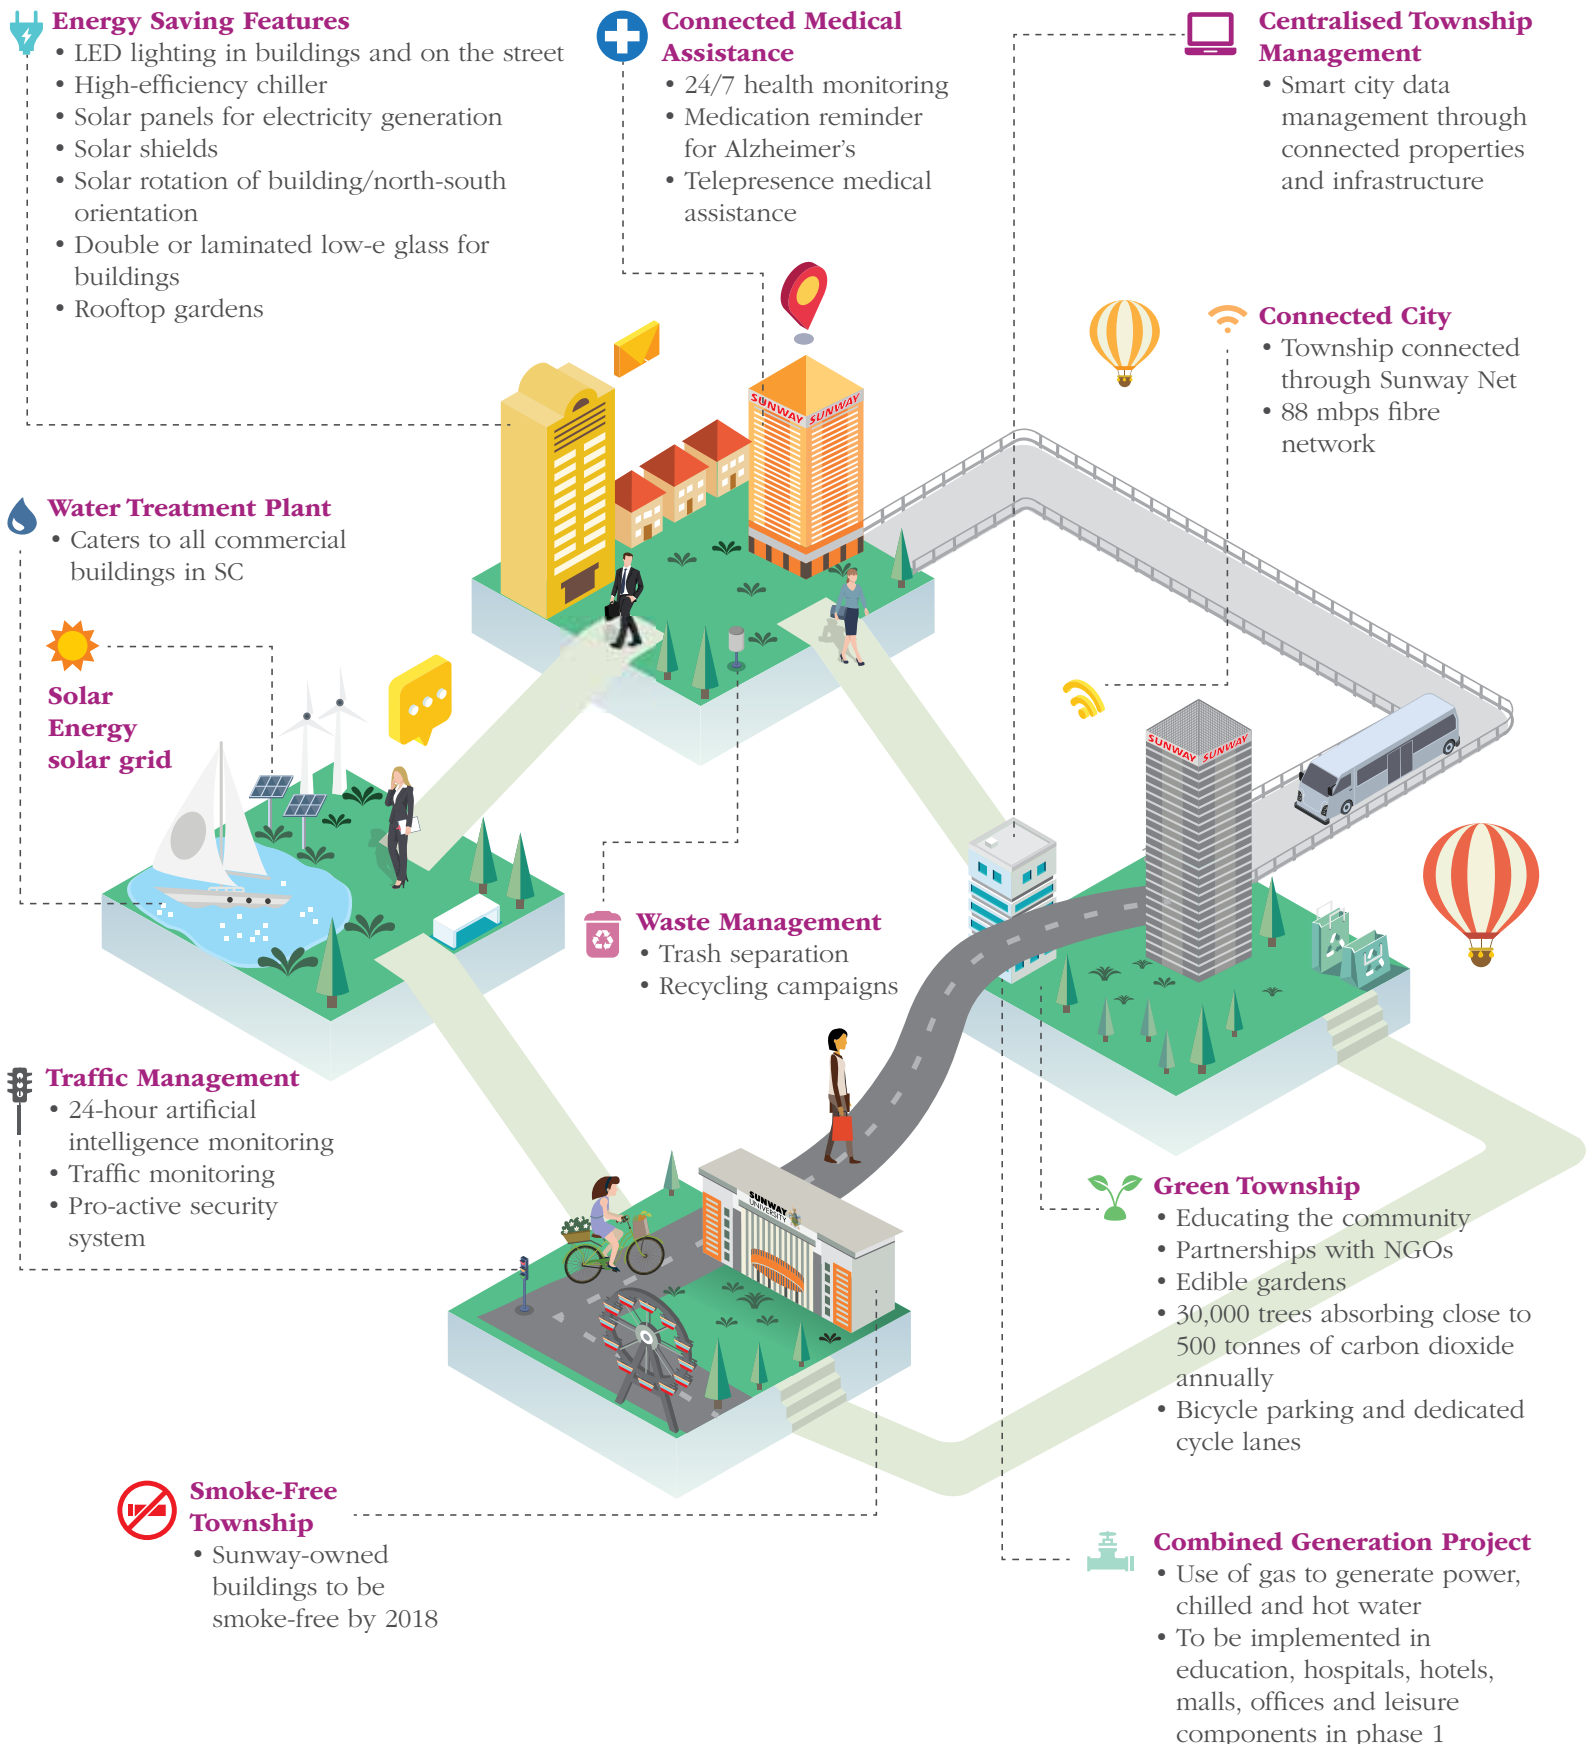 Energy Saving Features
• LED lighting in buildings and on the street
• High-efficiency chiller
• Solar panels for electricity generation
• Solar shields
• Solar rotation of building/north-south
orientation
• Double or laminated low-e glass for
buildings
• Rooftop gardens
Connected Medical
Assistance
• 24/7 health monitoring
• Medication reminder
for Alzheimer’s
• Telepresence medical
assistance
Centralised Township
Management
• Smart city data
management through
connected properties
and infrastructure
Connected City
• Township connected
through Sunway Net
• 88 mbps fibre
network
SUNWAY SUNWAY
Water Treatment Plant
• Caters to all commercial
buildings in SC
Solar
Energy
solar grid
SUNWAY SUNWAY
Waste Management
• Trash separation
• Recycling campaigns
Traffic Management
• 24-hour artificial
intelligence monitoring
• Traffic monitoring
• Pro-active security
system
SUNWAY
UNIVERSITY
Green Township
• Educating the community
• Partnerships with NGOs
• Edible gardens
• 30,000 trees absorbing close to
500 tonnes of carbon dioxide
annually
• Bicycle parking and dedicated
cycle lanes
Smoke-Free
Township
• Sunway-owned
buildings to be
smoke-free by 2018
Combined Generation Project
• Use of gas to generate power,
chilled and hot water
• To be implemented in
education, hospitals, hotels,
malls, offices and leisure
components in phase 1